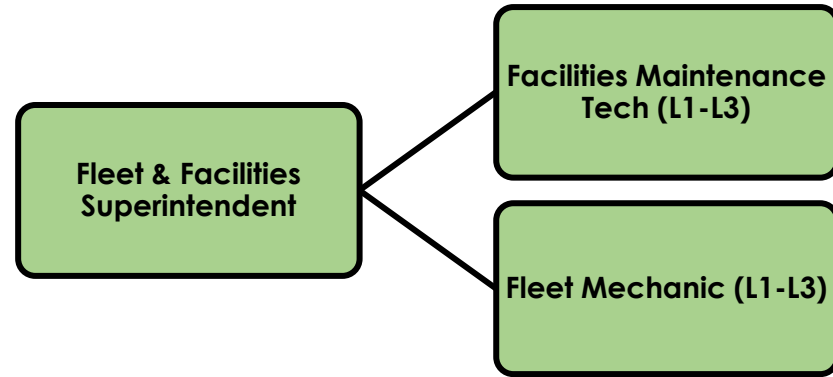 Facilities Maintenance
Tech (L1-L3)
Fleet & Facilities
Superintendent
Fleet Mechanic (L1-L3)